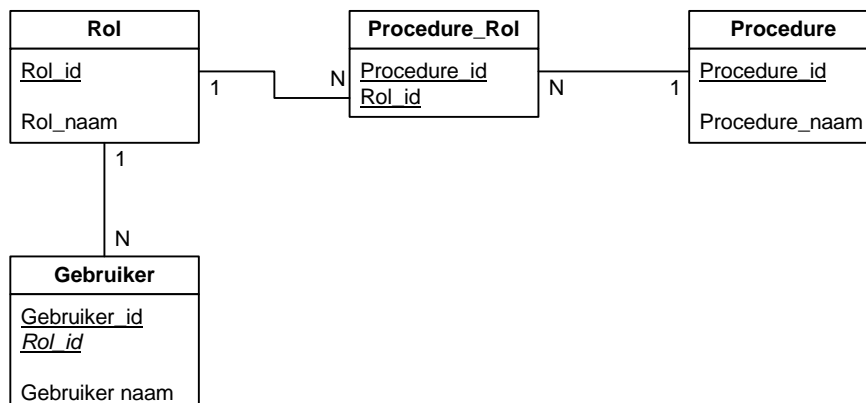 Rol
Rol_id
Rol_naam
1
N
Procedure_Rol
Procedure_id
Rol_id
N
1
Procedure
Procedure_id
Procedure_naam
1
N
Gebruiker
Gebruiker_id
Rol_id
Gebruiker naam